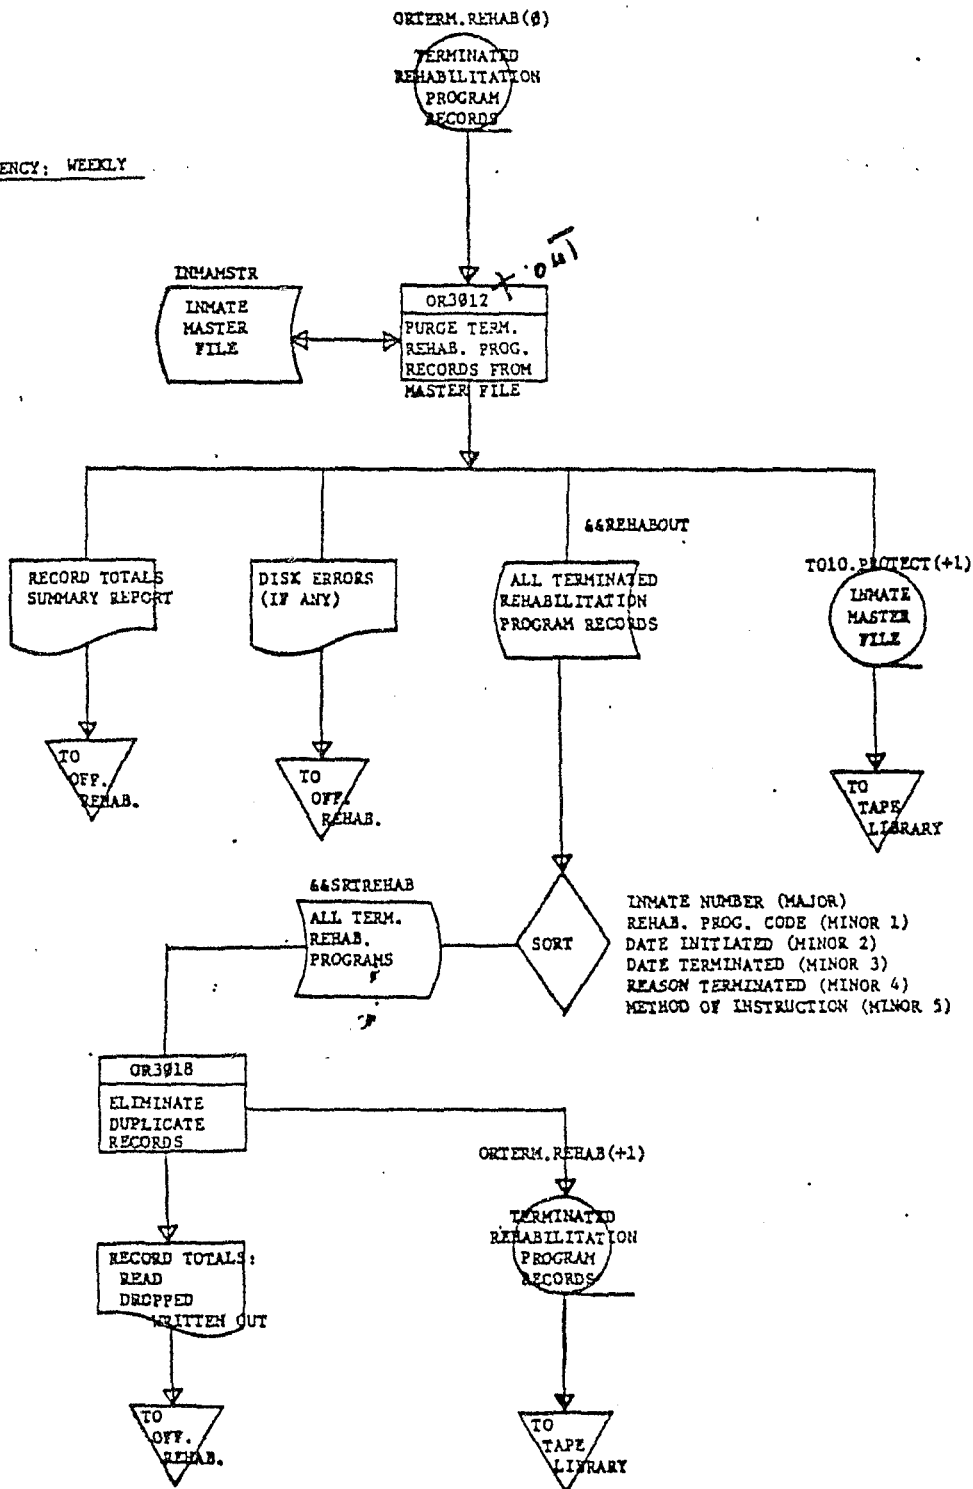 ORTERM.REHAB(Ø)
TERMINATED
REHABILITATION
PROGRAM
RECORDS
ENCY: WEEKLY
INMAMSTR
INMATE
MASTER
FILE
OR3Ø12
PURGE TERM.
REHAB. PROG.
RECORDS FROM
MASTER FILE
RECORD TOTALS
SUMMARY REPORT
DISK ERRORS
(IF ANY)
&&REHABOUT
ALL TERMINATED
REHABILITATION
PROGRAM RECORDS
TO10.PROTECT(+1)
INMATE
MASTER
FILE
TO
OFF.
REHAB.
TO
OFF.
REHAB.
TO
TAPE
LIBRARY
&&SRTREHAB
ALL TERM.
REHAB.
PROGRAMS
SORT
INMATE NUMBER (MAJOR)
REHAB. PROG. CODE (MINOR 1)
DATE INITIATED (MINOR 2)
DATE TERMINATED (MINOR 3)
REASON TERMINATED (MINOR 4)
METHOD OF INSTRUCTION (MINOR 5)
OR3Ø18
ELIMINATE
DUPLICATE
RECORDS
ORTERM.REHAB(+1)
TERMINATED
REHABILITATION
PROGRAM
RECORDS
RECORD TOTALS:
READ
DROPPED
WRITTEN OUT
TO
OFF.
REHAB.
TO
TAPE
LIBRARY